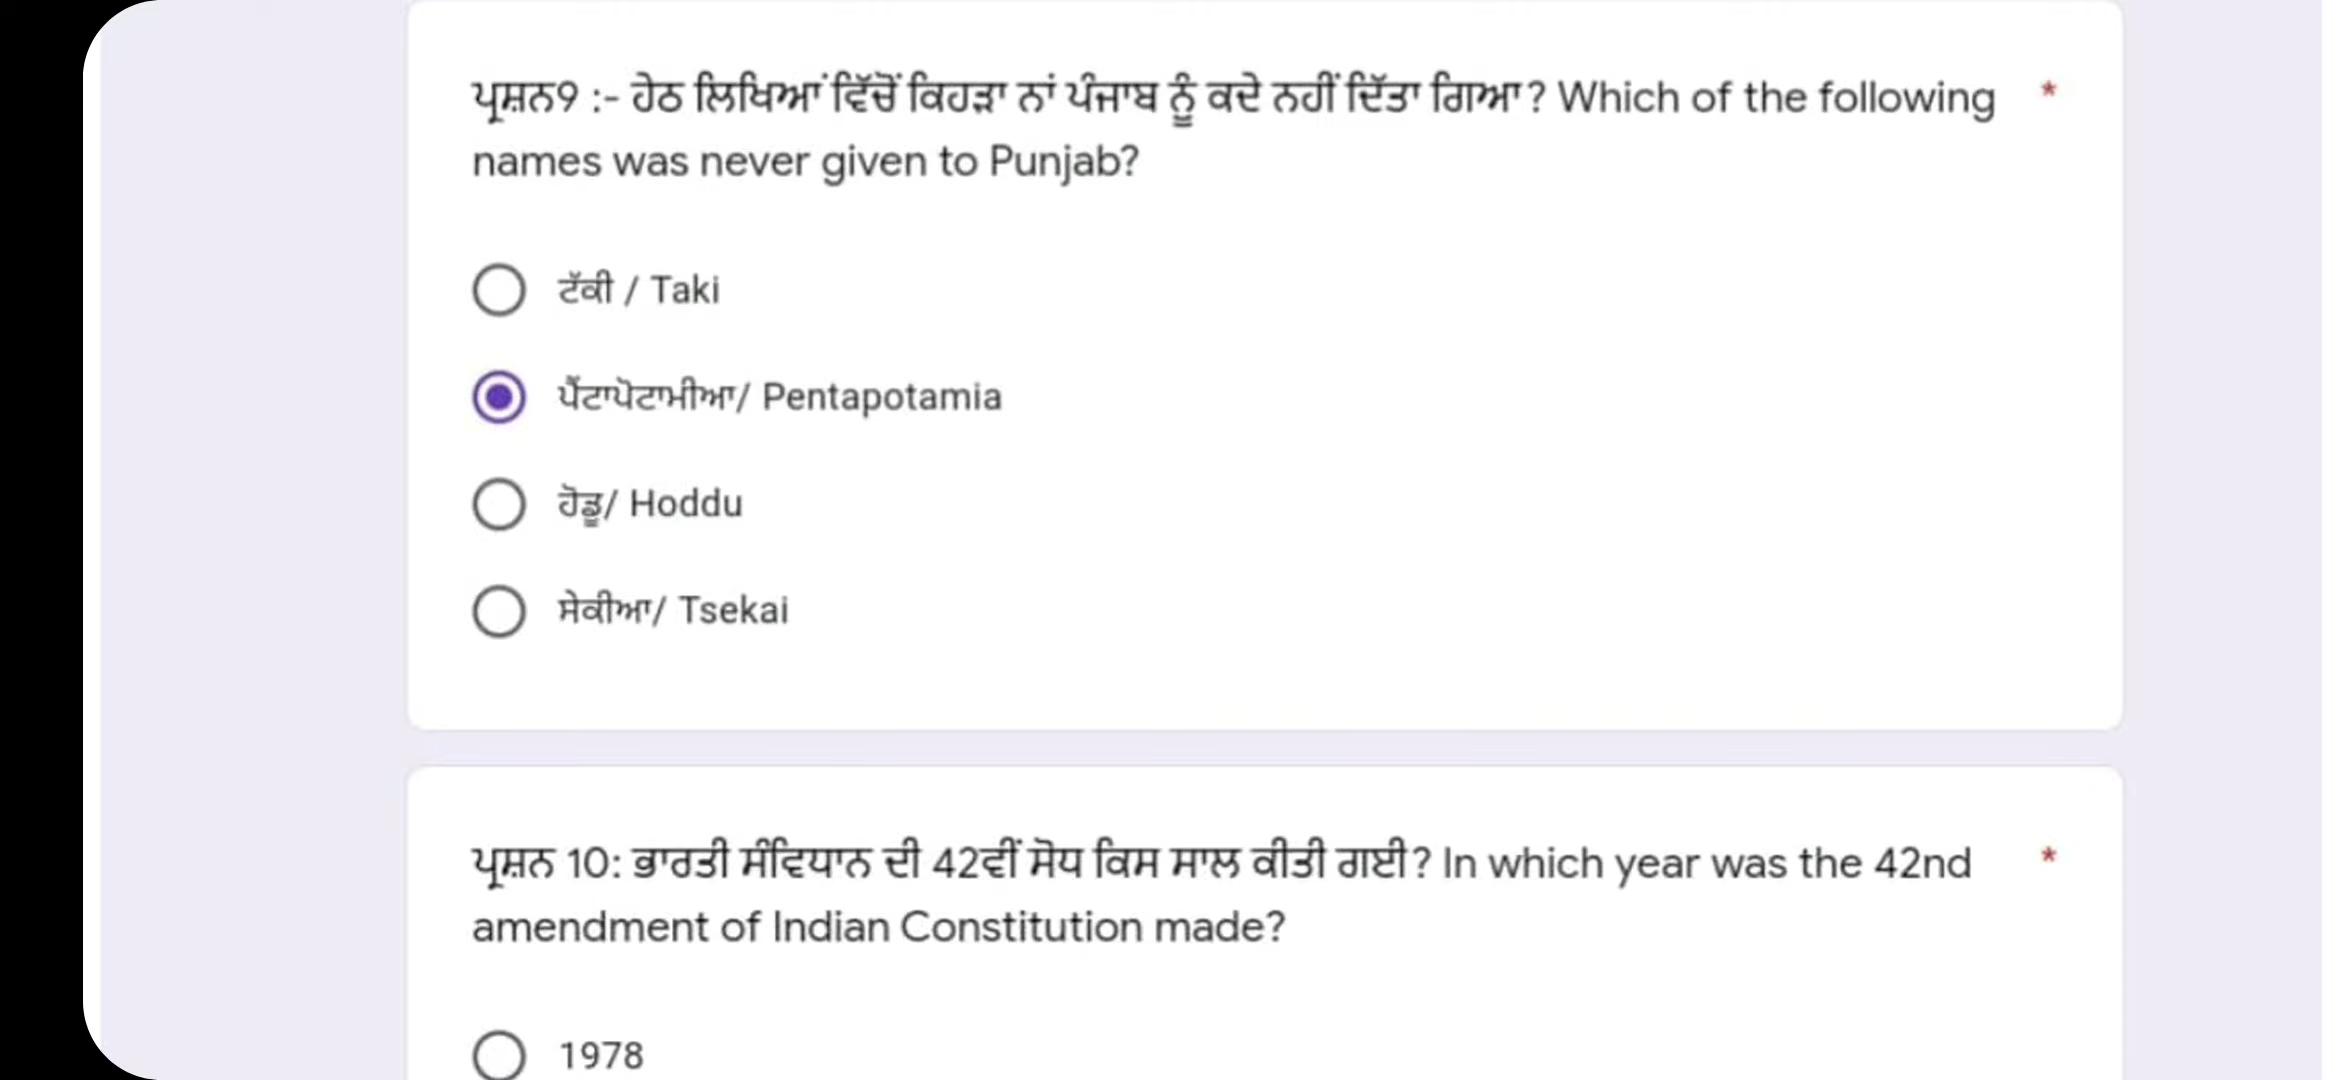 ਪ੍ਰਸ਼ਨ9 :- ਹੇਠ ਲਿਖਿਆਂ ਵਿੱਚੋਂ ਕਿਹੜਾ ਨਾਂ ਪੰਜਾਬ ਨੂੰ ਕਦੇ ਨਹੀਂ ਦਿੱਤਾ ਗਿਆ? Which of the following *
names was never given to Punjab?
ਟੱਕੀ / Taki
ਪੈਂਟਾਪੋਟਾਮੀਆ/ Pentapotamia
ਹੋਡੂ/ Hoddu
ਸੇਕੀਆ/ Tsekai
ਪ੍ਰਸ਼ਨ 10: ਭਾਰਤੀ ਸੰਵਿਧਾਨ ਦੀ 42ਵੀਂ ਸੋਧ ਕਿਸ ਸਾਲ ਕੀਤੀ ਗਈ? In which year was the 42nd *
amendment of Indian Constitution made?
1978